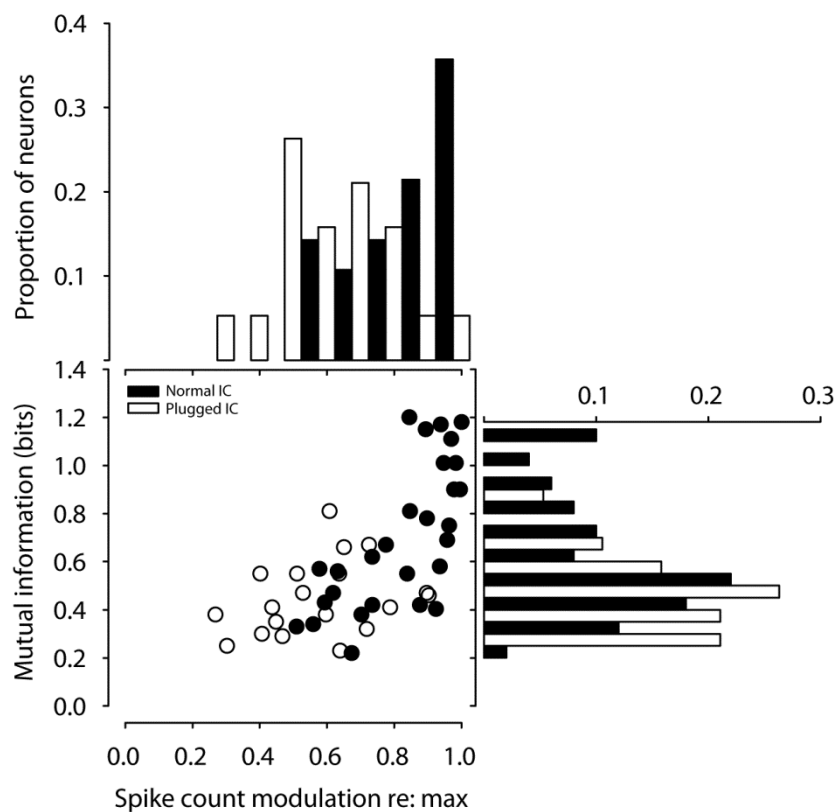 0.4
0.3
0.2
0.1
Proportion of neurons
1.4
1.2
1.0
0.8
0.6
0.4
0.2
0.0
Mutual information (bits)
Normal IC
Plugged IC
0.1 0.2 0.3
0.0 0.2 0.4 0.6 0.8 1.0
Spike count modulation re: max